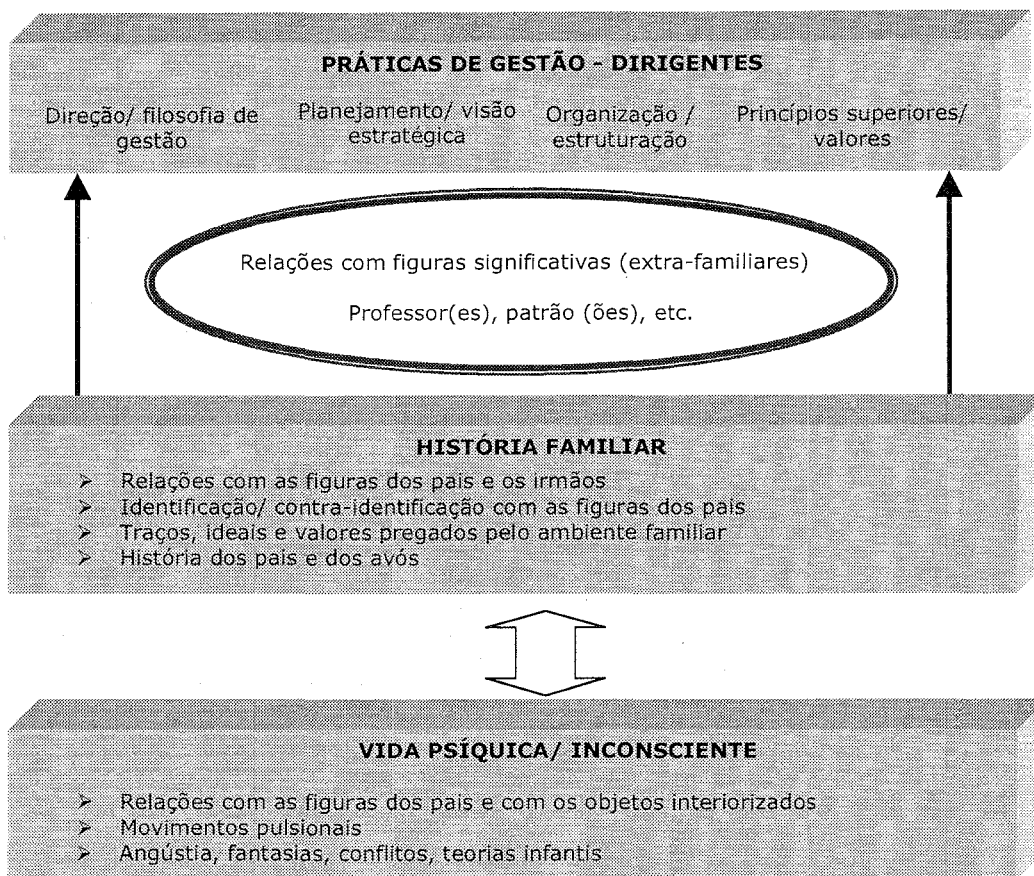 PRÁTICAS DE GESTÃO - DIRIGENTES
Direção/ filosofia de gestão
Planejamento/ visão estratégica
Organização / estruturação
Princípios superiores/ valores
Relações com figuras significativas (extra-familiares)
Professor(es), patrão (ões), etc.
HISTÓRIA FAMILIAR
➢ Relações com as figuras dos pais e os irmãos
➢ Identificação/ contra-identificação com as figuras dos pais
➢ Traços, ideais e valores pregados pelo ambiente familiar
➢ História dos pais e dos avós
VIDA PSÍQUICA/ INCONSCIENTE
➢ Relações com as figuras dos pais e com os objetos interiorizados
➢ Movimentos pulsionais
➢ Angústia, fantasias, conflitos, teorias infantis